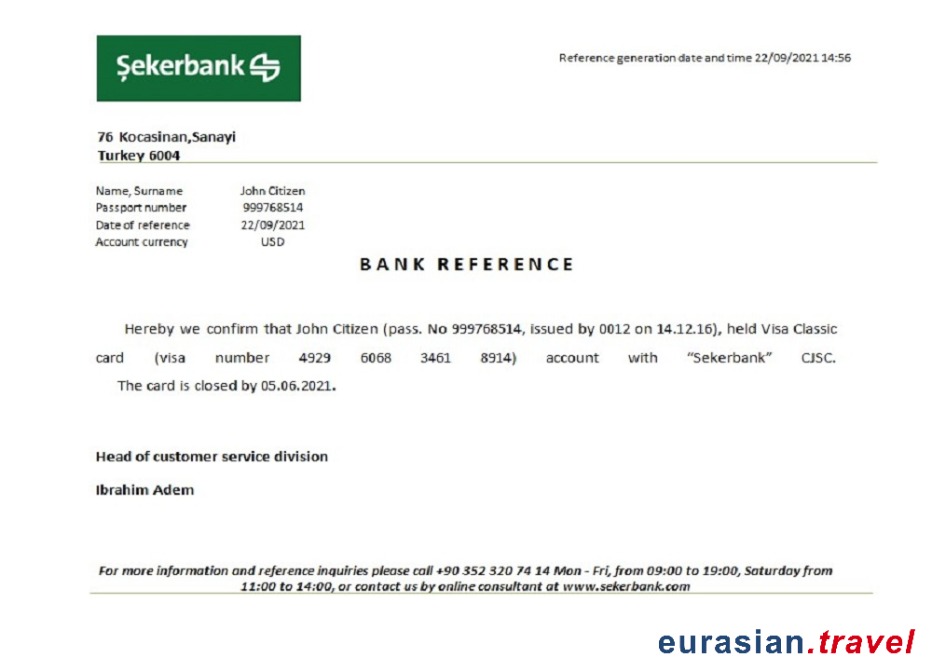 Şekerbank
Reference generation date and time 22/09/2021 14:56
76 Kocasinan,Sanayi
Turkey 6004
Name, Surname John Citizen
Passport number 999768514
Date of reference 22/09/2021
Account currency USD
BANK REFERENCE
Hereby we confirm that John Citizen (pass. No 999768514, issued by 0012 on 14.12.16), held Visa Classic
card (visa number 4929 6068 3461 8914) account with “Sekerbank” CJSC.
The card is closed by 05.06.2021.
Head of customer service division
Ibrahim Adem
For more information and reference inquiries please call +90 352 320 74 14 Mon - Fri, from 09:00 to 19:00, Saturday from
11:00 to 14:00, or contact us by online consultant at www.sekerbank.com
eurasian.travel